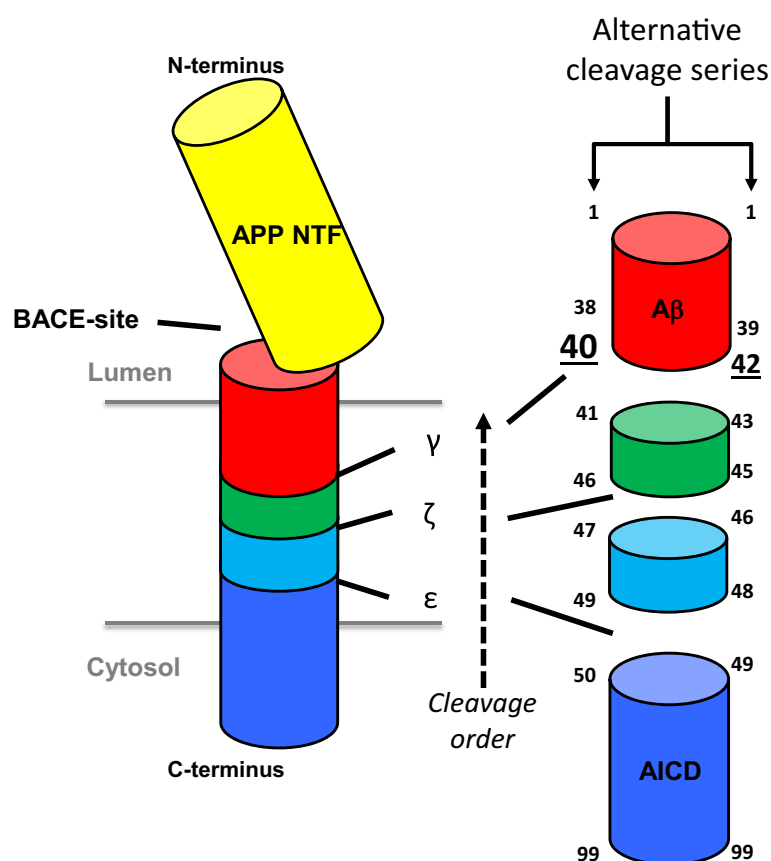 Alternative
cleavage series
N-terminus
APP NTF
BACE-site
Lumen
γ
ζ
ε
Cytosol
C-terminus
Cleavage
order
1 1
Aβ
38 39
40 42
41 43
46 45
47 46
49 48
50 49
AICD
99 99